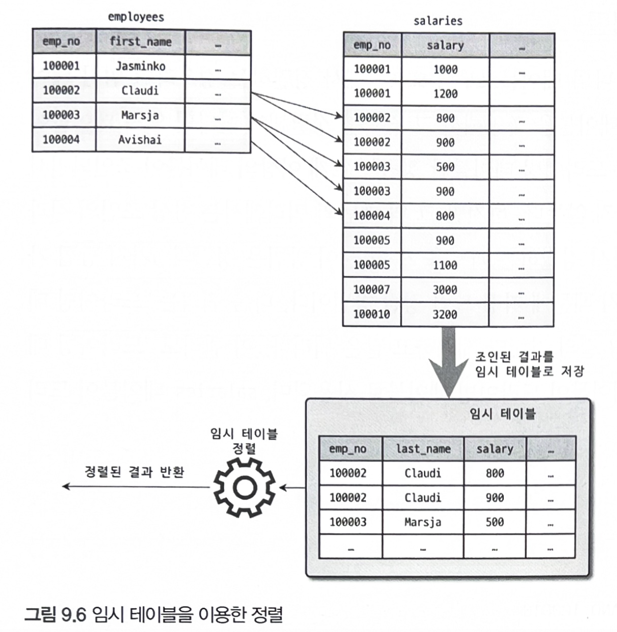 employees
emp_no first_name …
100001 Jasminko …
100002 Claudi …
100003 Marsja …
100004 Avishai …
salaries
emp_no salary …
100001 1000 …
100001 1200 …
100002 800 …
100002 900 …
100003 500 …
100003 900 …
100004 800 …
100005 900 …
100005 1100 …
100007 3000 …
100010 3200 …
조인된 결과를
임시 테이블로 저장
임시 테이블
emp_no last_name salary …
100002 Claudi 800 …
100002 Claudi 900 …
100003 Marsja 500 …
… … … …
임시 테이블
정렬
정렬된 결과 반환
그림 9.6 임시 테이블을 이용한 정렬